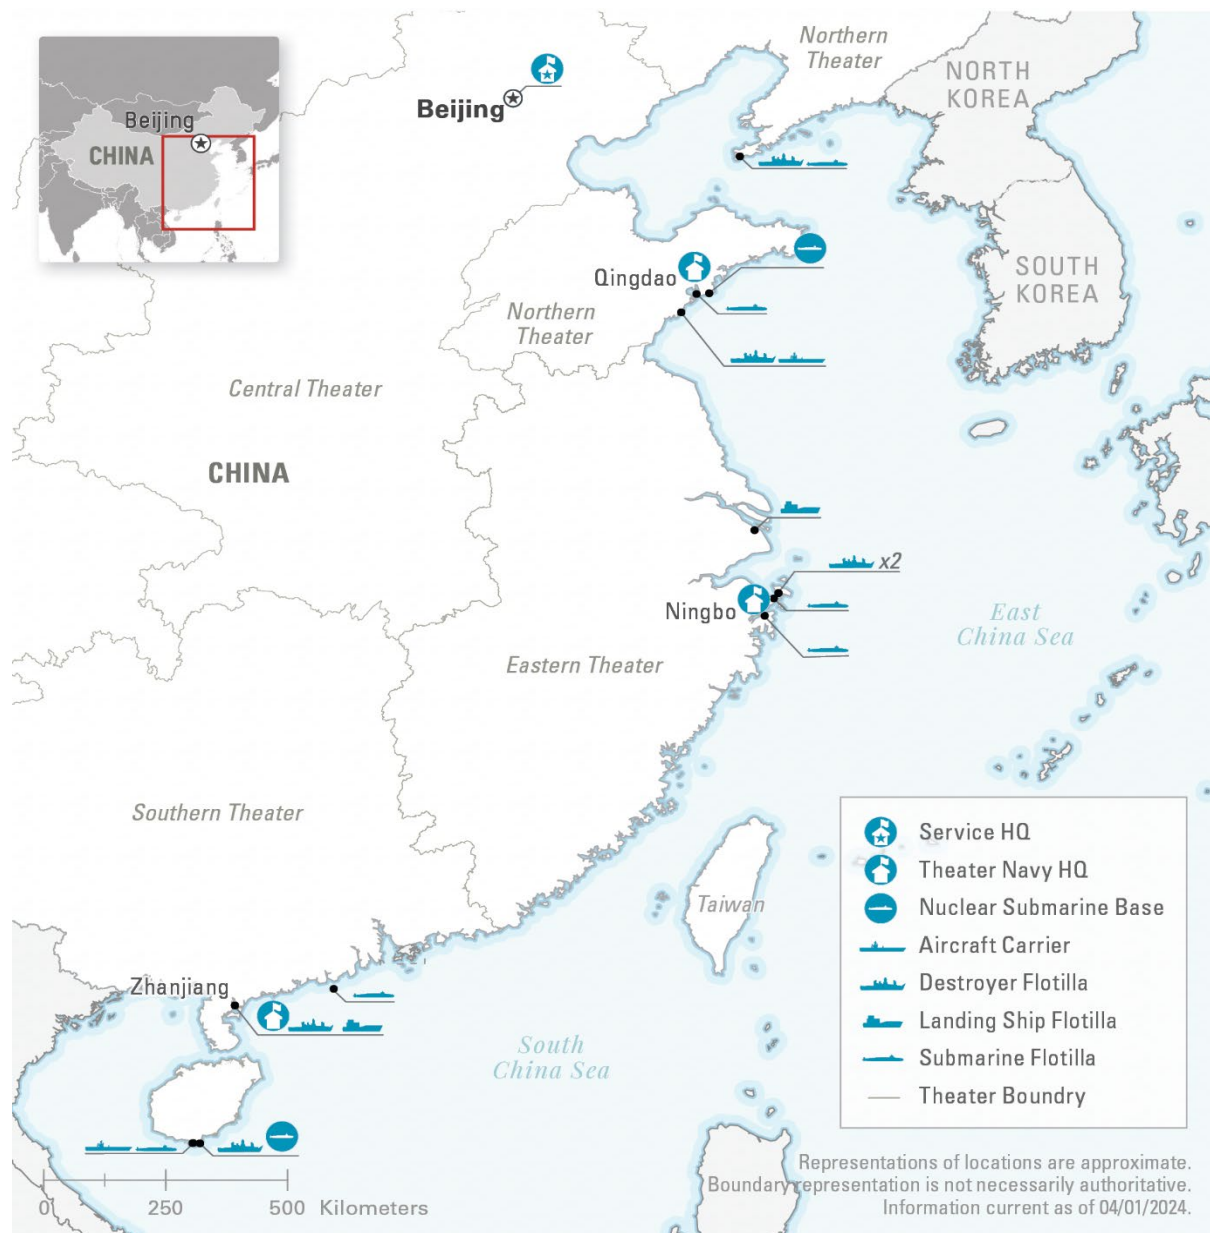 Northern
Theater
NORTH
KOREA
Beijing
Beijing
CHINA
Qingdao
SOUTH
KOREA
Northern
Theater
Central Theater
CHINA
x2
Ningbo
East
China Sea
Eastern Theater
Southern Theater
Taiwan
Zhanjiang
South
China Sea
Service HQ
Theater Navy HQ
Nuclear Submarine Base
Aircraft Carrier
Destroyer Flotilla
Landing Ship Flotilla
Submarine Flotilla
Theater Boundry
0 250 500 Kilometers
Representations of locations are approximate.
Boundary representation is not necessarily authoritative.
Information current as of 04/01/2024.